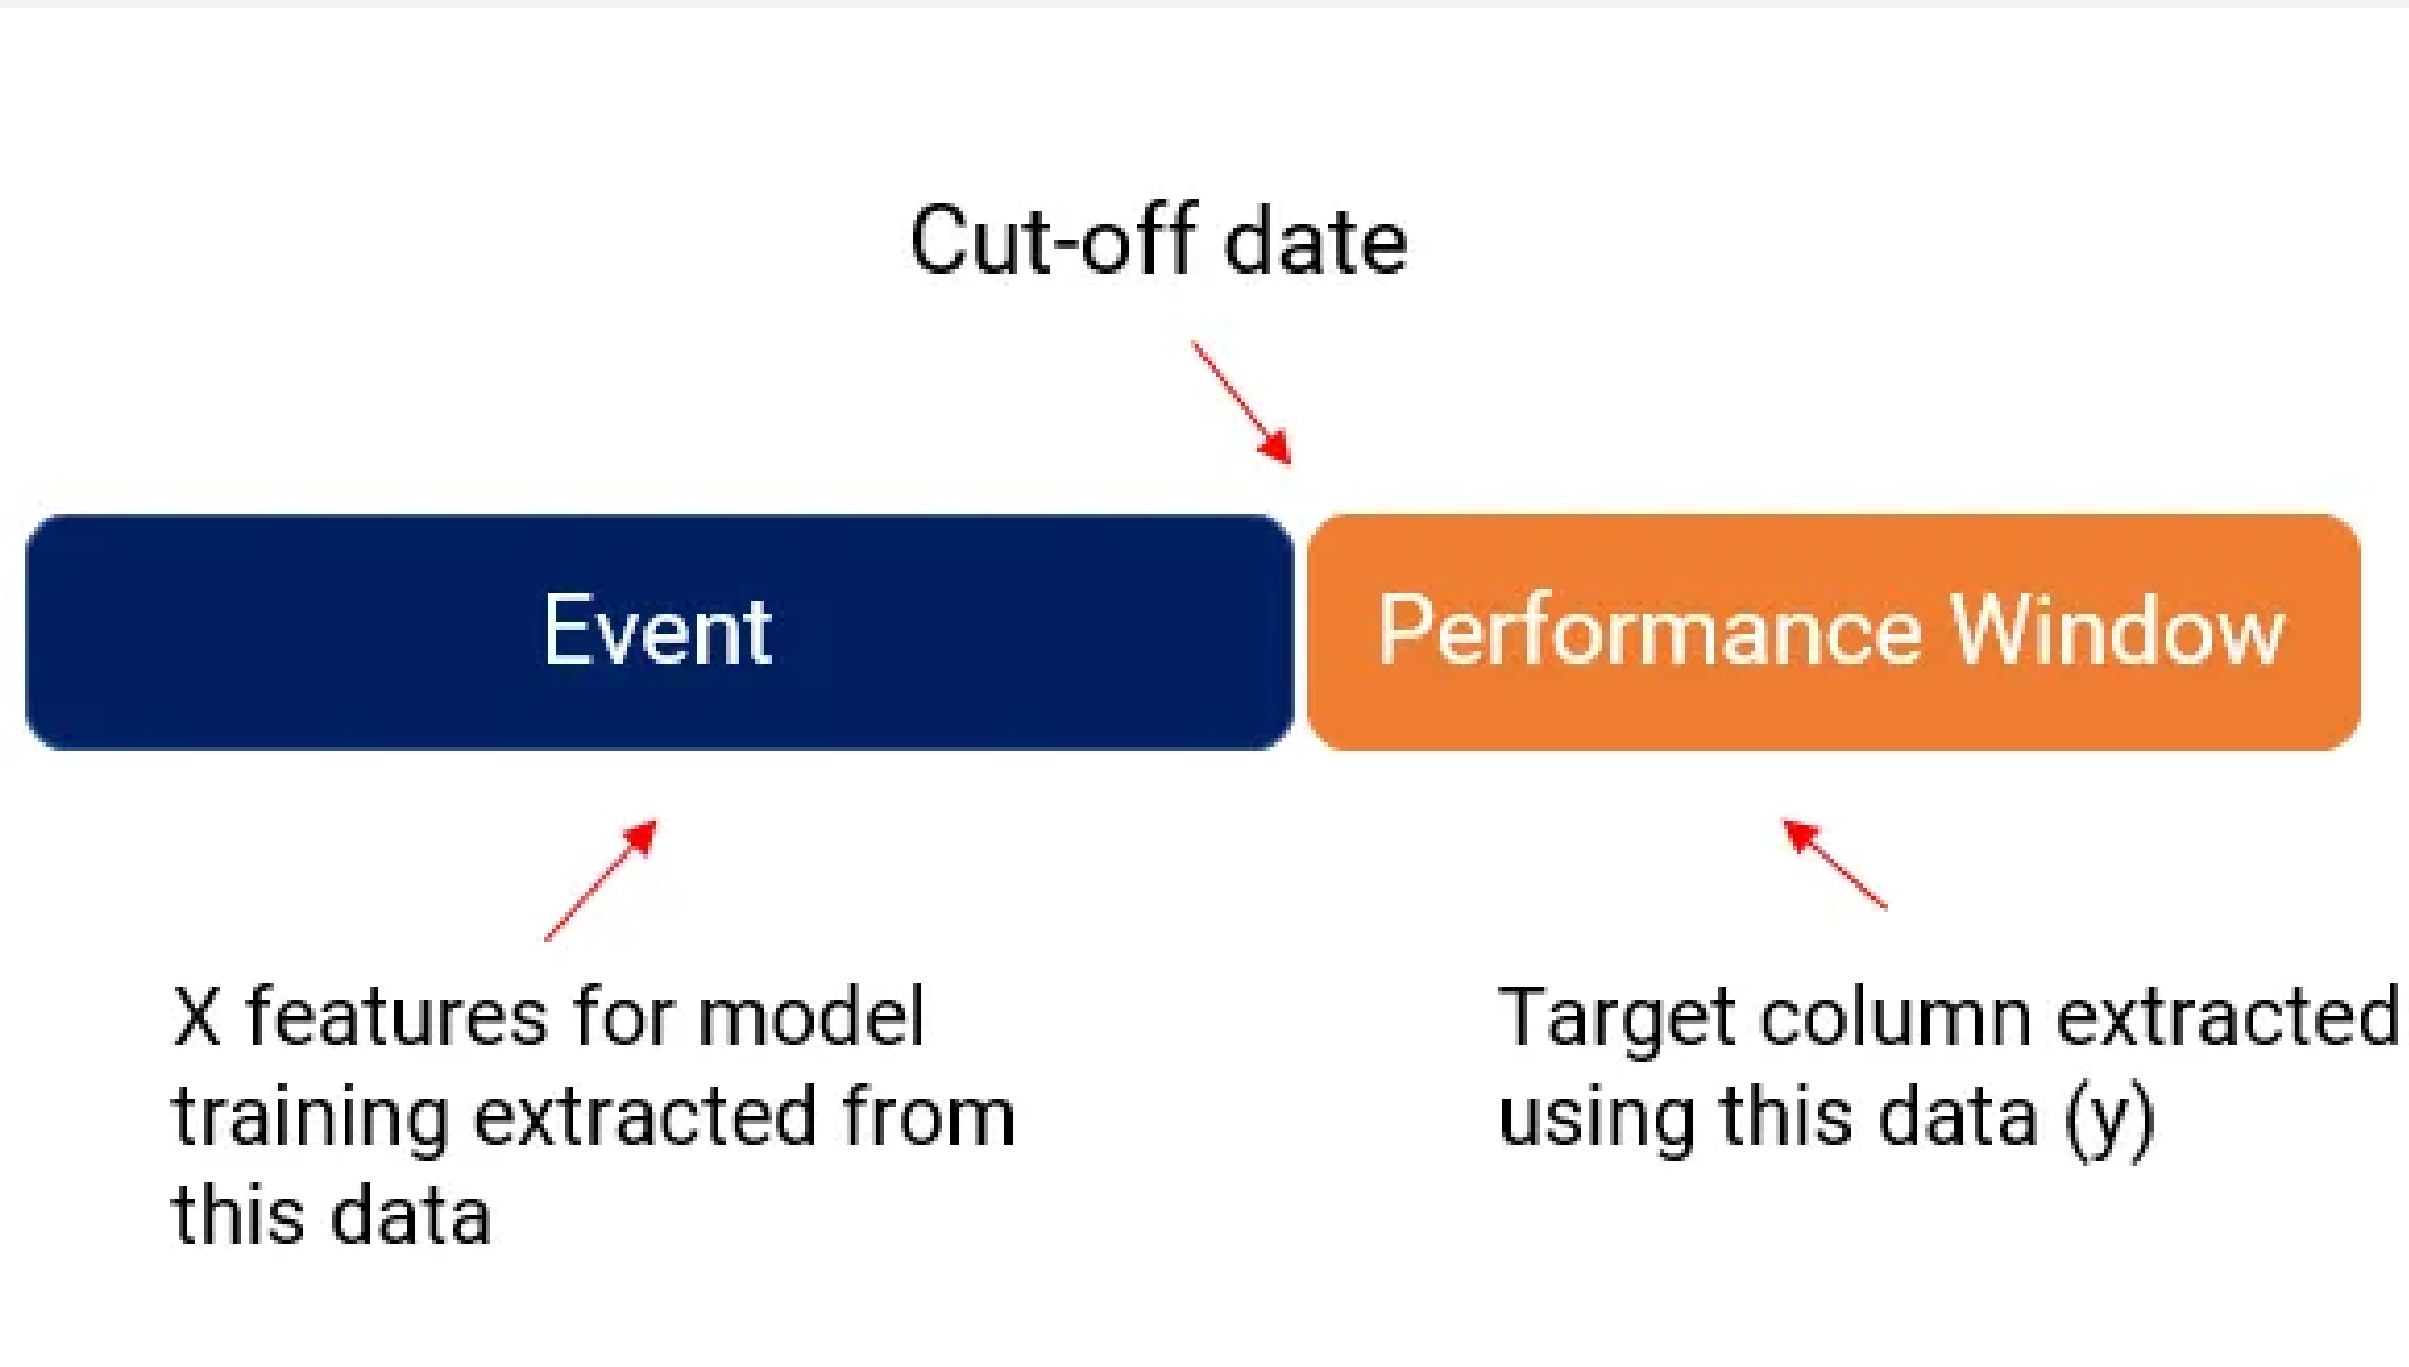 Cut-off date
Event
Performance Window
X features for model
training extracted from
this data
Target column extracted
using this data (y)